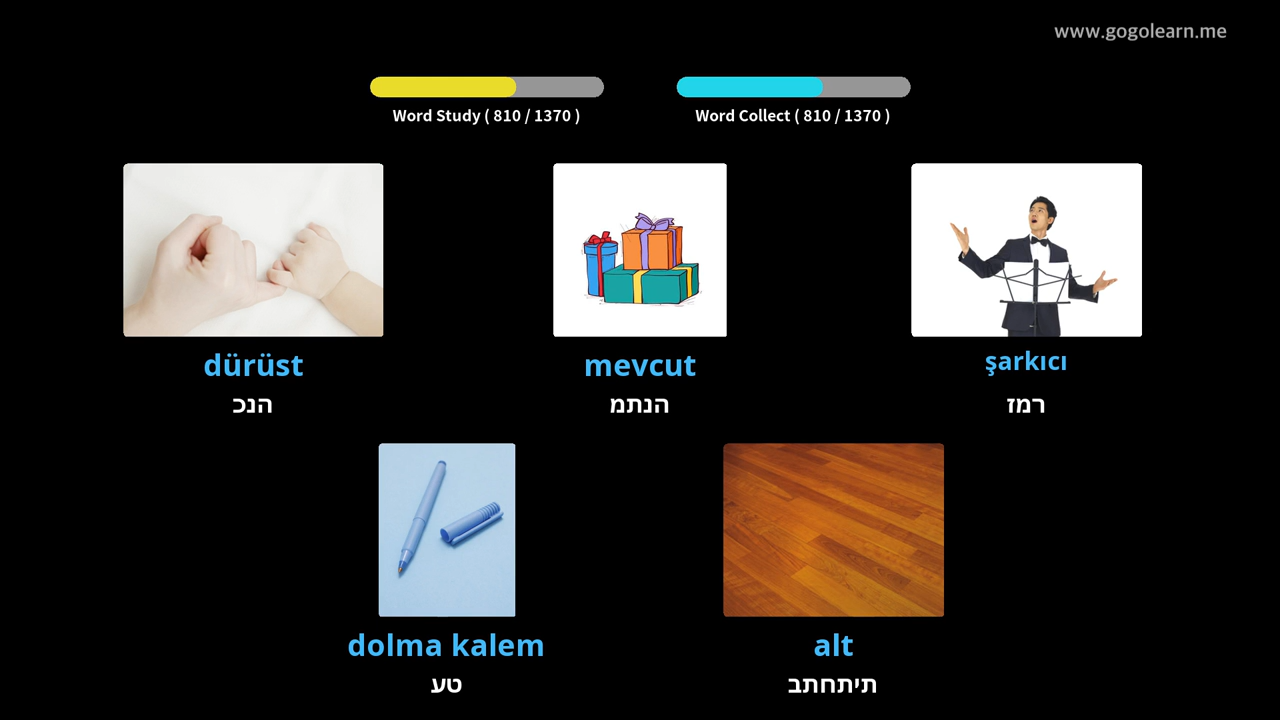 www.gogolearn.me
Word Study ( 810 / 1370 )
Word Collect ( 810 / 1370 )
dürüst
הנכ
mevcut
הנתמ
şarkıcı
רמז
dolma kalem
טע
alt
תיתחתב